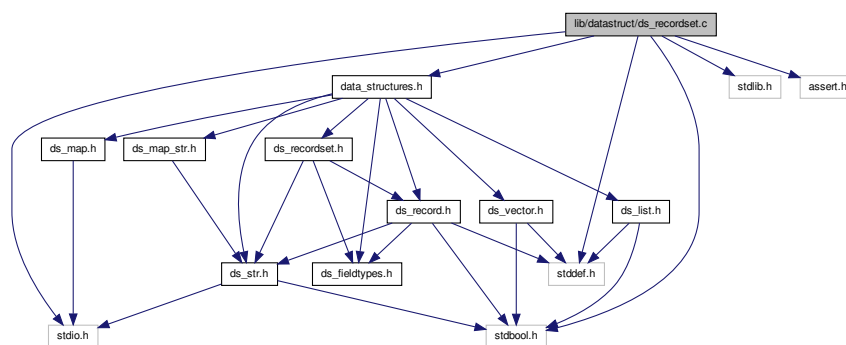 lib/datastruct/ds_recordset.c
data_structures.h
stdlib.h
assert.h
ds_map.h
ds_map_str.h
ds_recordset.h
ds_record.h
ds_vector.h
ds_list.h
ds_str.h
ds_fieldtypes.h
stddef.h
stdio.h
stdbool.h